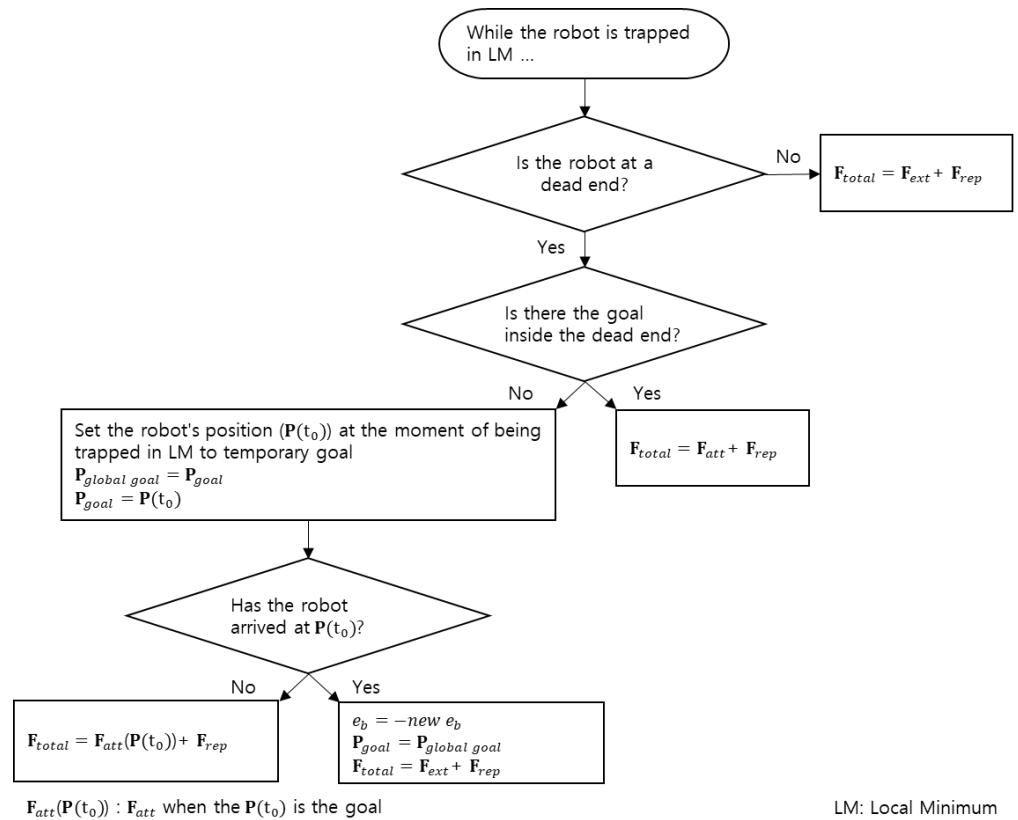 While the robot is trapped
in LM ...
Is the robot at a
dead end?
No
𝐅_total = 𝐅_ext + 𝐅_rep
Yes
Is there the goal
inside the dead end?
No
Yes
Set the robot's position (𝐏(t₀)) at the moment of being
trapped in LM to temporary goal
𝐏_global goal = 𝐏_goal
𝐏_goal = 𝐏(t₀)
𝐅_total = 𝐅_att + 𝐅_rep
Has the robot
arrived at 𝐏(t₀)?
No
Yes
𝐅_total = 𝐅_att(𝐏(t₀)) + 𝐅_rep
e_b = −new e_b
𝐏_goal = 𝐏_global goal
𝐅_total = 𝐅_ext + 𝐅_rep
𝐅_att(𝐏(t₀)) : 𝐅_att when the 𝐏(t₀) is the goal
LM: Local Minimum